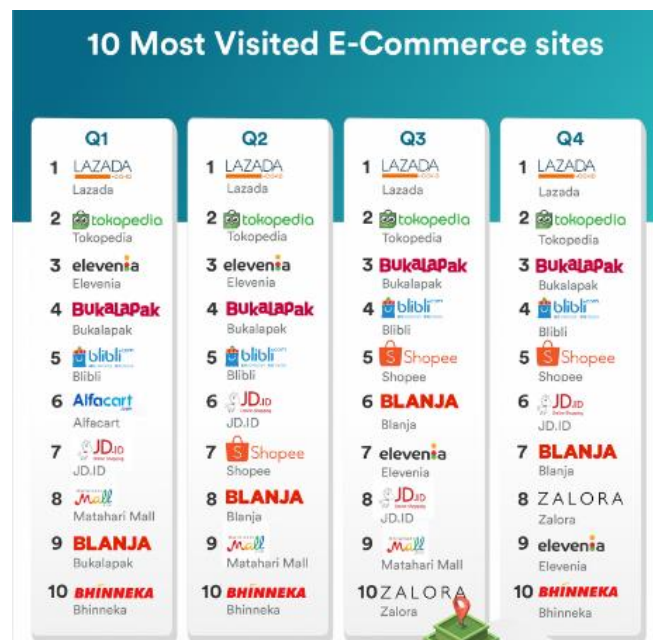 10 Most Visited E-Commerce sites
Q1
1 LAZADA
Lazada
2 tokopedia
Tokopedia
3 elevenia
Elevenia
4 BUKALAPAK
Bukalapak
5 blibli.com
Blibli
6 Alfacart.com
Alfacart
7 JD.ID
JD.ID
8 Mall
Matahari Mall
9 BLANJA
Bukalapak
10 BHINNEKA
Bhinneka
Q2
1 LAZADA
Lazada
2 tokopedia
Tokopedia
3 elevenia
Elevenia
4 BUKALAPAK
Bukalapak
5 blibli.com
Blibli
6 JD.ID
JD.ID
7 Shopee
Shopee
8 BLANJA
Blanja
9 Mall
Matahari Mall
10 BHINNEKA
Bhinneka
Q3
1 LAZADA
Lazada
2 tokopedia
Tokopedia
3 BUKALAPAK
Bukalapak
4 blibli.com
Blibli
5 Shopee
Shopee
6 BLANJA
Blanja
7 elevenia
Elevenia
8 JD.ID
JD.ID
9 Mall
Matahari Mall
10 ZALORA
Zalora
Q4
1 LAZADA
Lazada
2 tokopedia
Tokopedia
3 BUKALAPAK
Bukalapak
4 blibli.com
Blibli
5 Shopee
Shopee
6 JD.ID
JD.ID
7 BLANJA
Blanja
8 ZALORA
Zalora
9 elevenia
Elevenia
10 BHINNEKA
Bhinneka